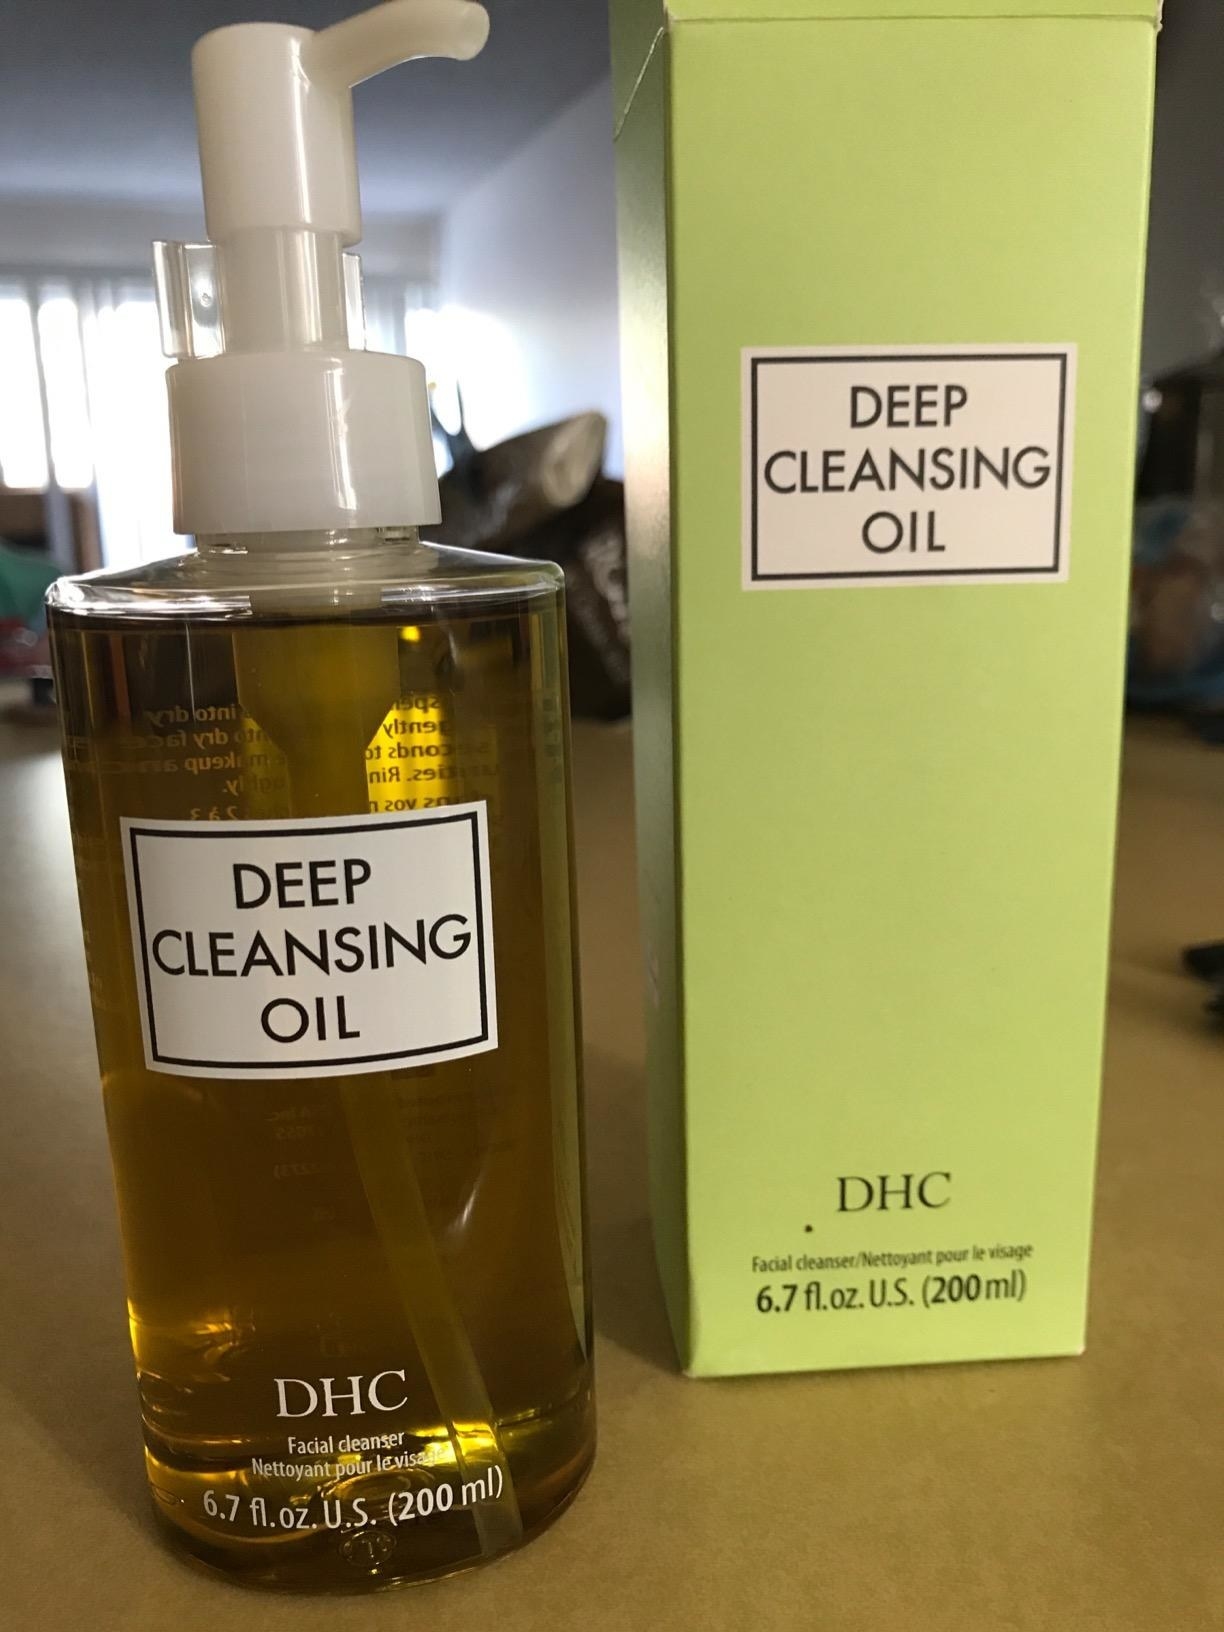 DEEP
CLEANSING
OIL
DHC
Facial cleanser
Nettoyant pour le visage
6.7 fl.oz. U.S. (200 ml)
DEEP
CLEANSING
OIL
DHC
Facial cleanser/Nettoyant pour le visage
6.7 fl.oz. U.S. (200 ml)